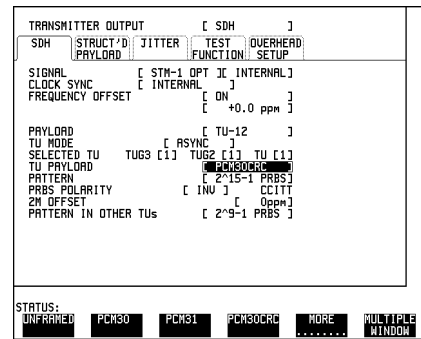 TRANSMITTER OUTPUT [ SDH ]
SDH STRUCT'D PAYLOAD JITTER TEST FUNCTION OVERHEAD SETUP
SIGNAL [ STM-1 OPT ][ INTERNAL]
CLOCK SYNC [ INTERNAL ]
FREQUENCY OFFSET [ ON ]
[ +0.0 ppm ]
PAYLOAD [ TU-12 ]
TU MODE [ ASYNC ]
SELECTED TU TUG3 [1] TUG2 [1] TU [1]
TU PAYLOAD [ PCM30CRC ]
PATTERN [ 2^15-1 PRBS]
PRBS POLARITY [ INV ] CCITT
2M OFFSET [ 0ppm]
PATTERN IN OTHER TUs [ 2^9-1 PRBS]
STATUS:
UNFRAMED PCM30 PCM31 PCM30CRC MORE ........ MULTIPLE WINDOW